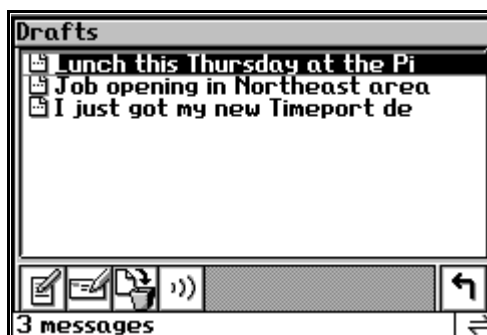 Drafts
Lunch this Thursday at the Pi
Job opening in Northeast area
I just got my new Timeport de
3 messages